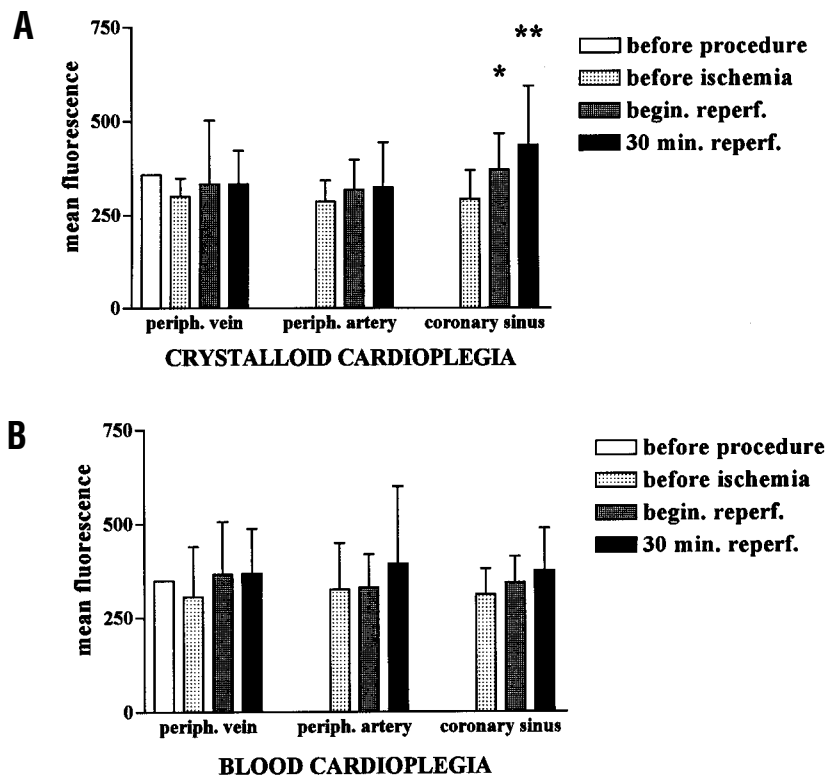 A
750
500
250
0
mean fluorescence
*
**
before procedure
before ischemia
begin. reperf.
30 min. reperf.
periph. vein periph. artery coronary sinus
CRYSTALLOID CARDIOPLEGIA
B
750
500
250
0
mean fluorescence
before procedure
before ischemia
begin. reperf.
30 min. reperf.
periph. vein periph. artery coronary sinus
BLOOD CARDIOPLEGIA